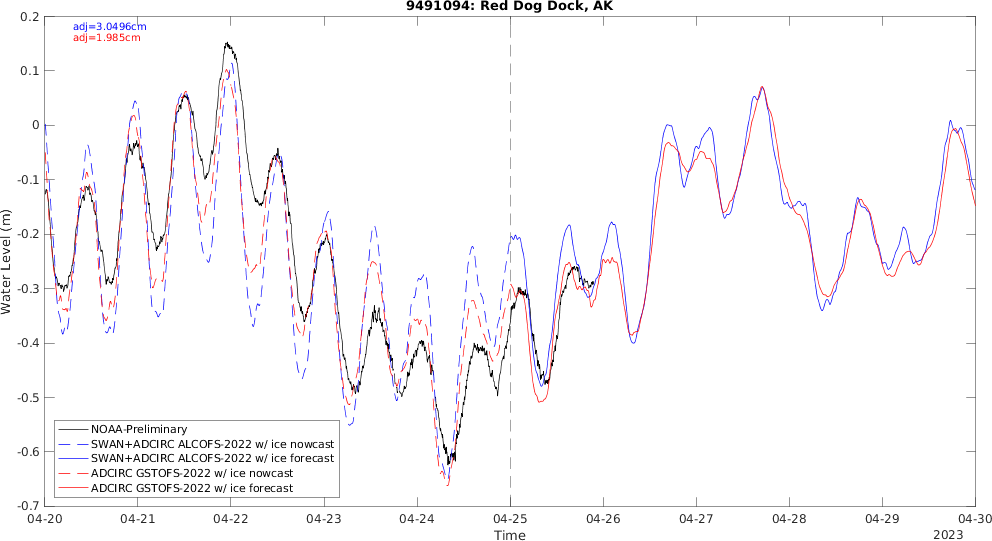 9491094: Red Dog Dock, AK
adj=3.0496cm
adj=1.985cm
0.2
0.1
0
-0.1
-0.2
-0.3
-0.4
-0.5
-0.6
-0.7
Water Level (m)
NOAA-Preliminary
SWAN+ADCIRC ALCOFS-2022 w/ ice nowcast
SWAN+ADCIRC ALCOFS-2022 w/ ice forecast
ADCIRC GSTOFS-2022 w/ ice nowcast
ADCIRC GSTOFS-2022 w/ ice forecast
04-20 04-21 04-22 04-23 04-24 04-25 04-26 04-27 04-28 04-29 04-30
Time
2023